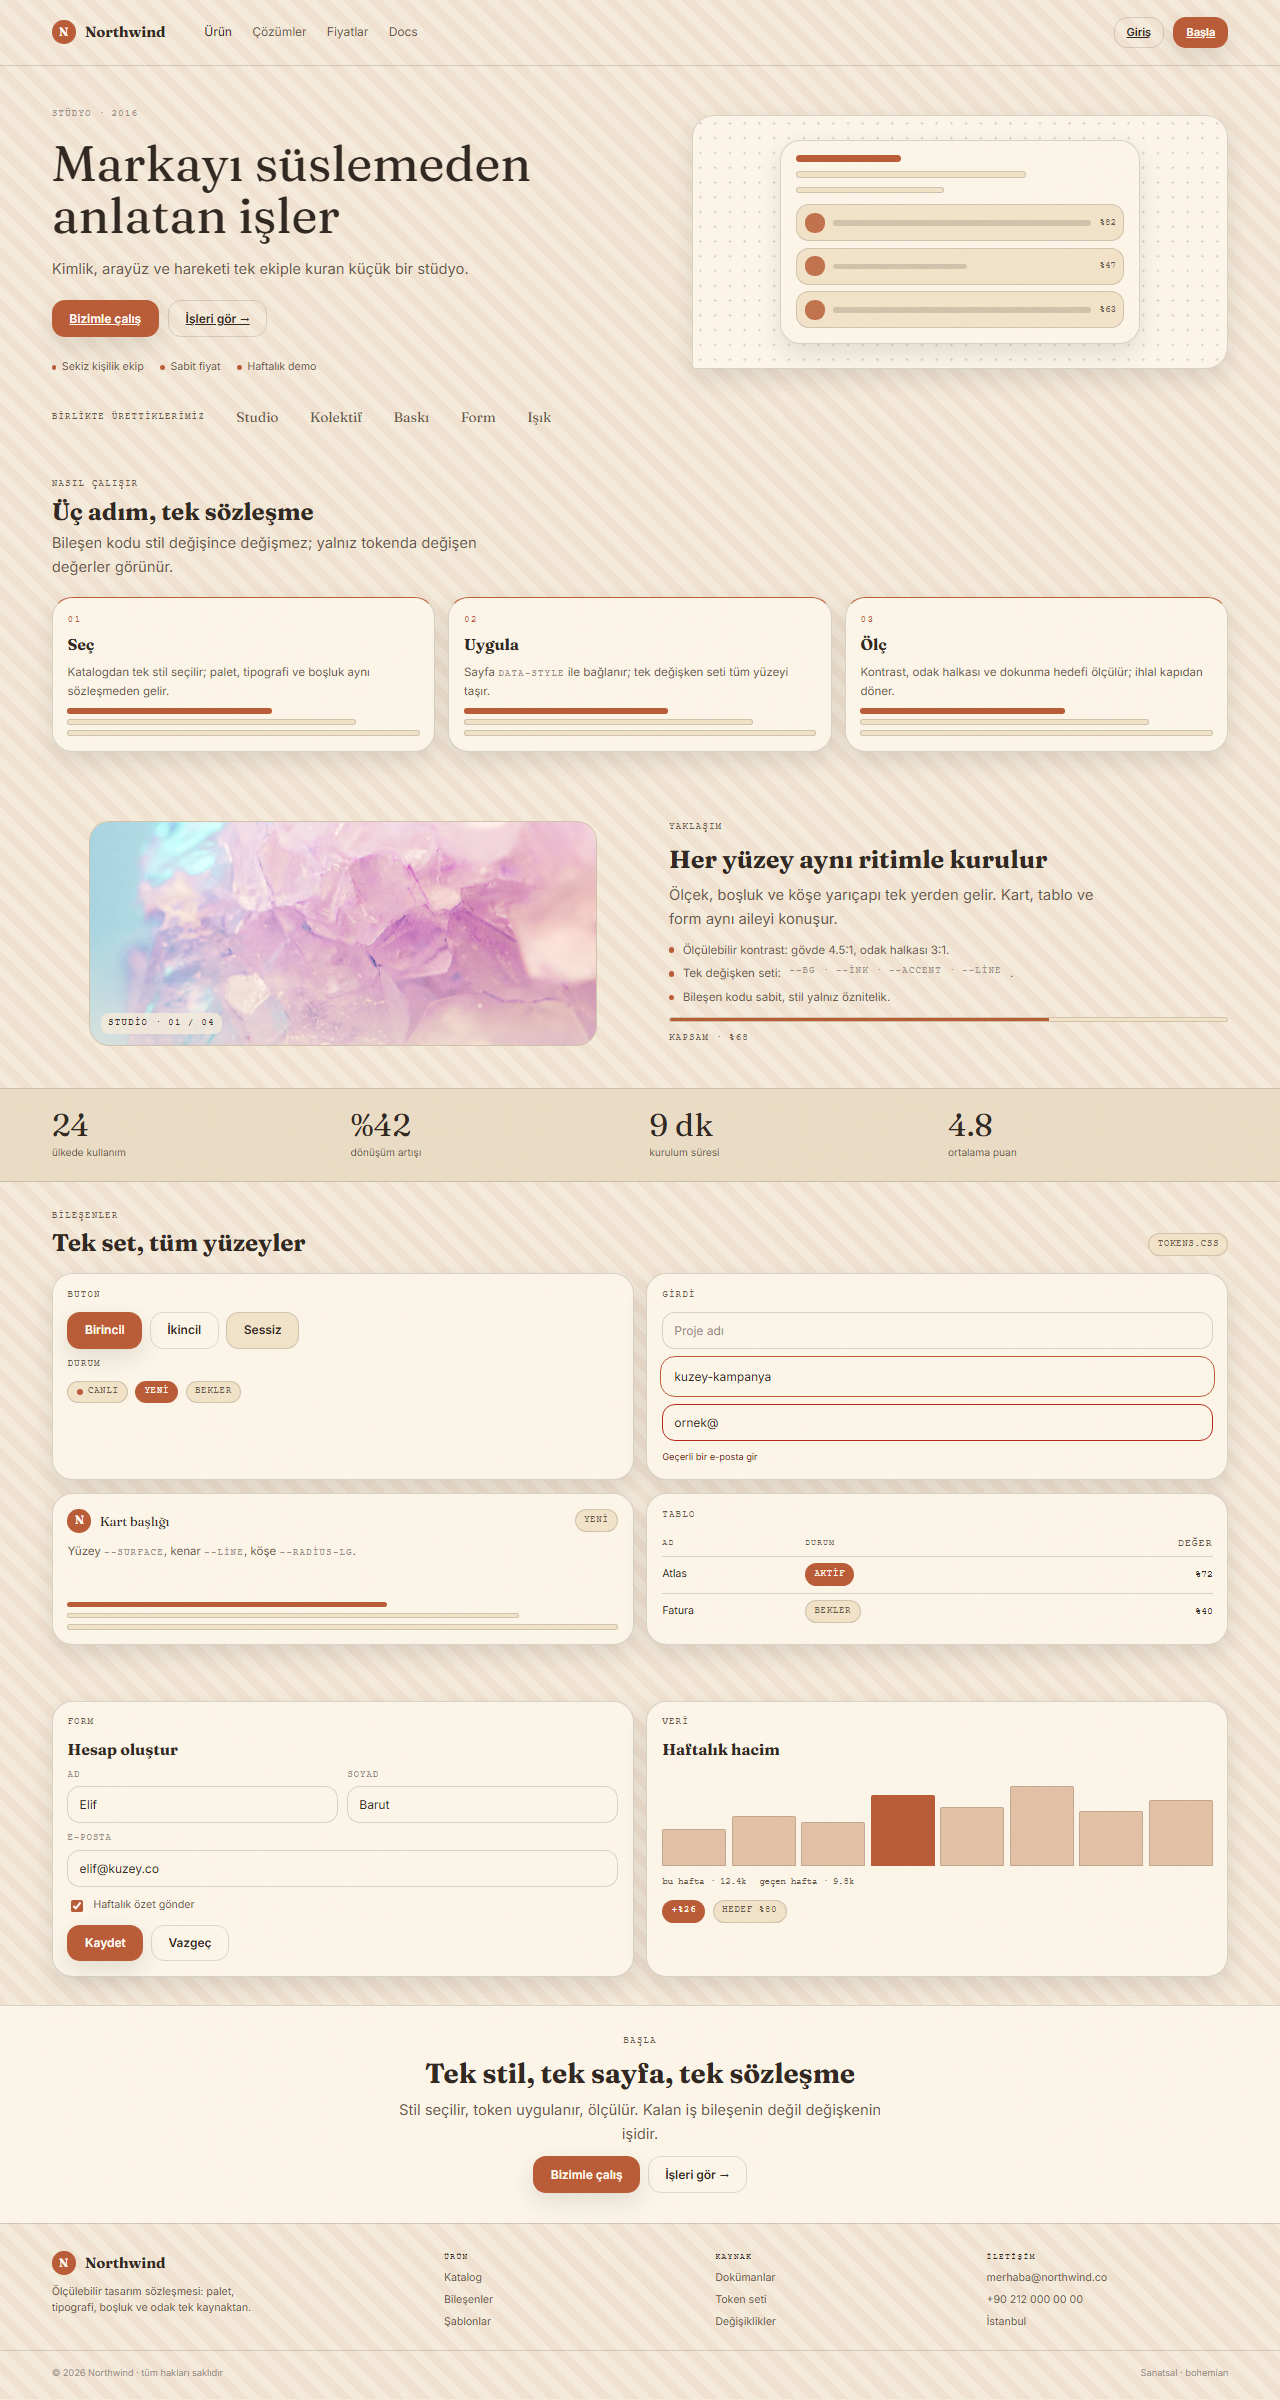 N Northwind Ürün Çözümler Fiyatlar Docs Giriş Başla
STÜDYO · 2016
Markayı süslemeden
anlatan işler
Kimlik, arayüz ve hareketi tek ekiple kuran küçük bir stüdyo.
Bizimle çalış İşleri gör →
Sekiz kişilik ekip Sabit fiyat Haftalık demo
%82
%47
%63
BİRLİKTE ÜRETTİKLERİMİZ Studio Kolektif Baskı Form Işık
NASIL ÇALIŞIR
Üç adım, tek sözleşme
Bileşen kodu stil değişince değişmez; yalnız tokenda değişen
değerler görünür.
01
Seç
Katalogdan tek stil seçilir; palet, tipografi ve boşluk aynı
sözleşmeden gelir.
02
Uygula
Sayfa DATA-STYLE ile bağlanır; tek değişken seti tüm yüzeyi
taşır.
03
Ölç
Kontrast, odak halkası ve dokunma hedefi ölçülür; ihlal kapıdan
döner.
STUDİO · 01 / 04
YAKLAŞIM
Her yüzey aynı ritimle kurulur
Ölçek, boşluk ve köşe yarıçapı tek yerden gelir. Kart, tablo ve
form aynı aileyi konuşur.
Ölçülebilir kontrast: gövde 4.5:1, odak halkası 3:1.
Tek değişken seti: --BG · --İNK · --ACCENT · --LİNE .
Bileşen kodu sabit, stil yalnız öznitelik.
KAPSAM · %68
24
ülkede kullanım
%42
dönüşüm artışı
9 dk
kurulum süresi
4.8
ortalama puan
BİLEŞENLER
Tek set, tüm yüzeyler
TOKENS.CSS
BUTON
Birincil İkincil Sessiz
DURUM
CANLI YENİ BEKLER
GİRDİ
Proje adı
kuzey-kampanya
ornek@
Geçerli bir e-posta gir
N Kart başlığı YENİ
Yüzey --SURFACE, kenar --LİNE, köşe --RADİUS-LG.
TABLO
AD DURUM DEĞER
Atlas AKTİF %72
Fatura BEKLER %40
FORM
Hesap oluştur
AD SOYAD
Elif Barut
E-POSTA
elif@kuzey.co
Haftalık özet gönder
Kaydet Vazgeç
VERİ
Haftalık hacim
bu hafta · 12.4k geçen hafta · 9.8k
+%26 HEDEF %80
BAŞLA
Tek stil, tek sayfa, tek sözleşme
Stil seçilir, token uygulanır, ölçülür. Kalan iş bileşenin değil değişkenin
işidir.
Bizimle çalış İşleri gör →
N Northwind
Ölçülebilir tasarım sözleşmesi: palet,
tipografi, boşluk ve odak tek kaynaktan.
ÜRÜN
Katalog
Bileşenler
Şablonlar
KAYNAK
Dokümanlar
Token seti
Değişiklikler
İLETİŞİM
merhaba@northwind.co
+90 212 000 00 00
İstanbul
© 2026 Northwind · tüm hakları saklıdır Sanatsal · bohemian